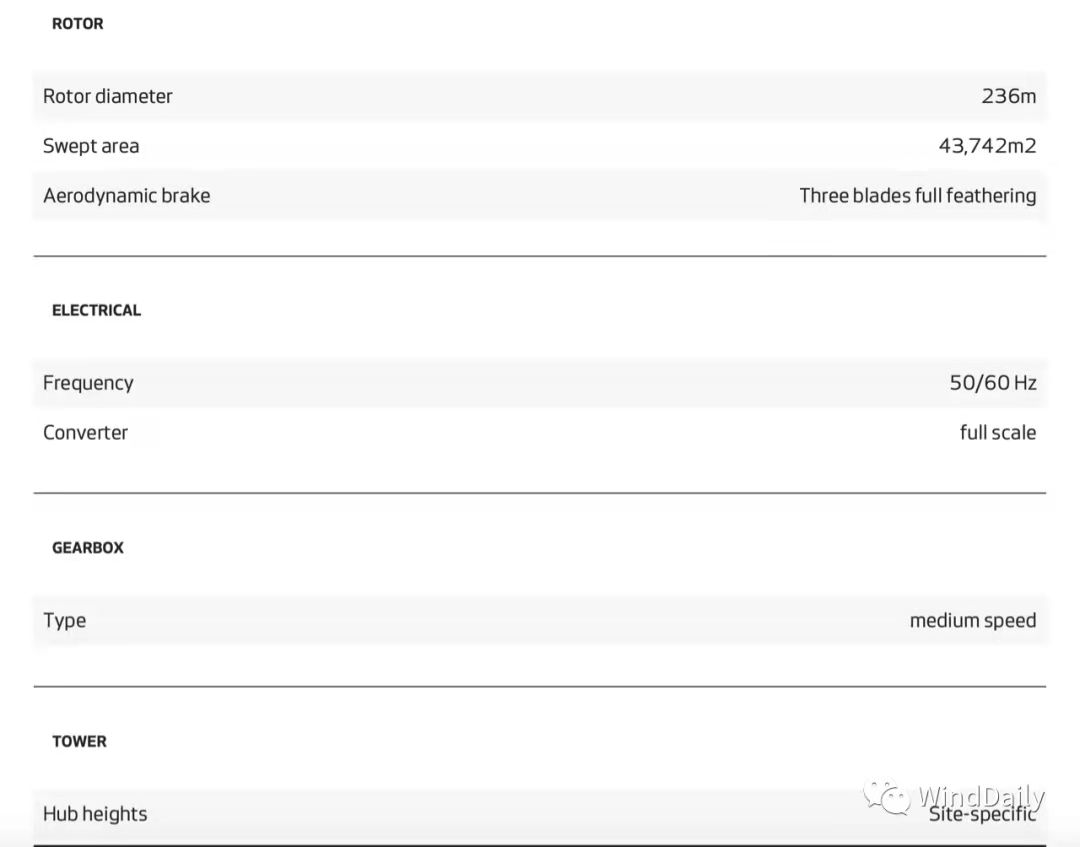 ROTOR
Rotor diameter 236m
Swept area 43,742m2
Aerodynamic brake Three blades full feathering
ELECTRICAL
Frequency 50/60 Hz
Converter full scale
GEARBOX
Type medium speed
TOWER
WindDaily
Hub heights Site-specific